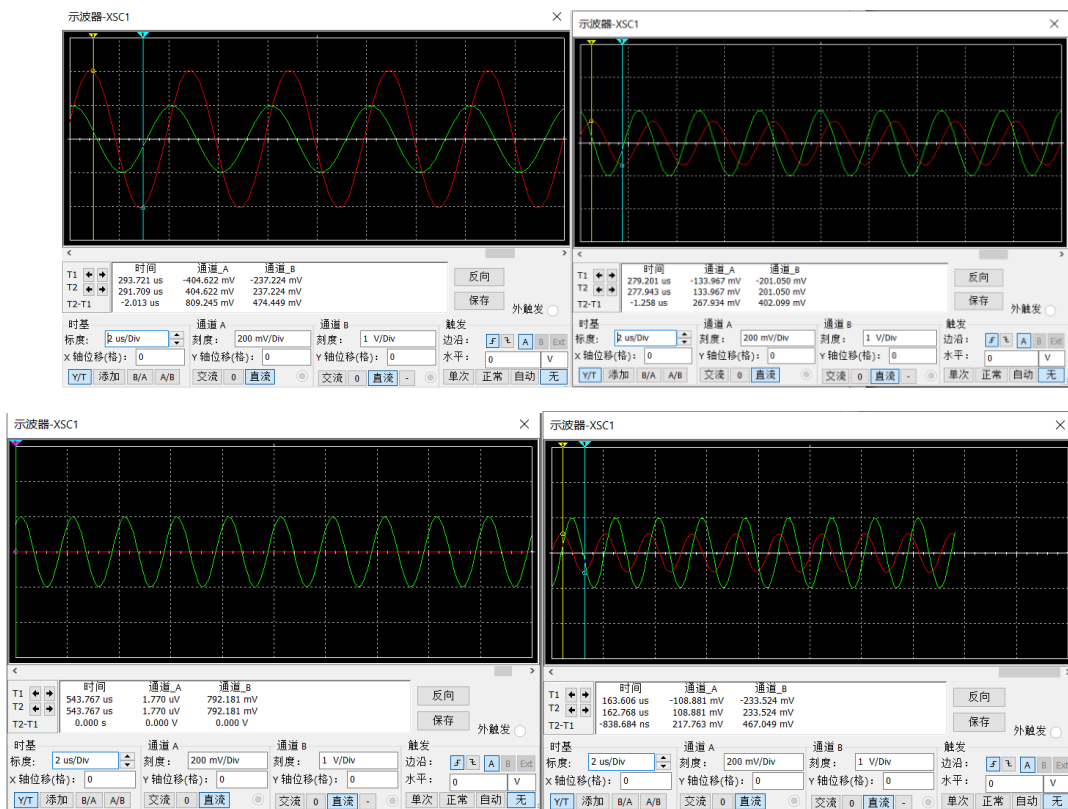 示波器-XSC1
时间 通道_A 通道_B
T1 293.721 us -404.622 mV -237.224 mV
T2 291.709 us 404.622 mV 237.224 mV
T2-T1 -2.013 us 809.245 mV 474.449 mV
反向
保存
外触发
时基 通道 A 通道 B 触发
标度: 2 us/Div 刻度: 200 mV/Div 刻度: 1 V/Div 边沿: A B Ext
X 轴位移(格): 0 Y 轴位移(格): 0 Y 轴位移(格): 0 水平: 0 V
Y/T 添加 B/A A/B 交流 0 直流 交流 0 直流 - 单次 正常 自动 无
示波器-XSC1
时间 通道_A 通道_B
T1 279.201 us -133.967 mV -201.050 mV
T2 277.943 us 133.967 mV 201.050 mV
T2-T1 -1.258 us 267.934 mV 402.099 mV
反向
保存
外触发
时基 通道 A 通道 B 触发
标度: 2 us/Div 刻度: 200 mV/Div 刻度: 1 V/Div 边沿: A B Ext
X 轴位移(格): 0 Y 轴位移(格): 0 Y 轴位移(格): 0 水平: 0 V
Y/T 添加 B/A A/B 交流 0 直流 交流 0 直流 - 单次 正常 自动 无
示波器-XSC1
时间 通道_A 通道_B
T1 543.767 us 1.770 uV 792.181 mV
T2 543.767 us 1.770 uV 792.181 mV
T2-T1 0.000 s 0.000 V 0.000 V
反向
保存
外触发
时基 通道 A 通道 B 触发
标度: 2 us/Div 刻度: 200 mV/Div 刻度: 1 V/Div 边沿: A B Ext
X 轴位移(格): 0 Y 轴位移(格): 0 Y 轴位移(格): 0 水平: 0 V
Y/T 添加 B/A A/B 交流 0 直流 交流 0 直流 - 单次 正常 自动 无
示波器-XSC1
时间 通道_A 通道_B
T1 163.606 us -108.881 mV -233.524 mV
T2 162.768 us 108.881 mV 233.524 mV
T2-T1 -838.684 ns 217.763 mV 467.049 mV
反向
保存
外触发
时基 通道 A 通道 B 触发
标度: 2 us/Div 刻度: 200 mV/Div 刻度: 1 V/Div 边沿: A B Ext
X 轴位移(格): 0 Y 轴位移(格): 0 Y 轴位移(格): 0 水平: 0 V
Y/T 添加 B/A A/B 交流 0 直流 交流 0 直流 - 单次 正常 自动 无